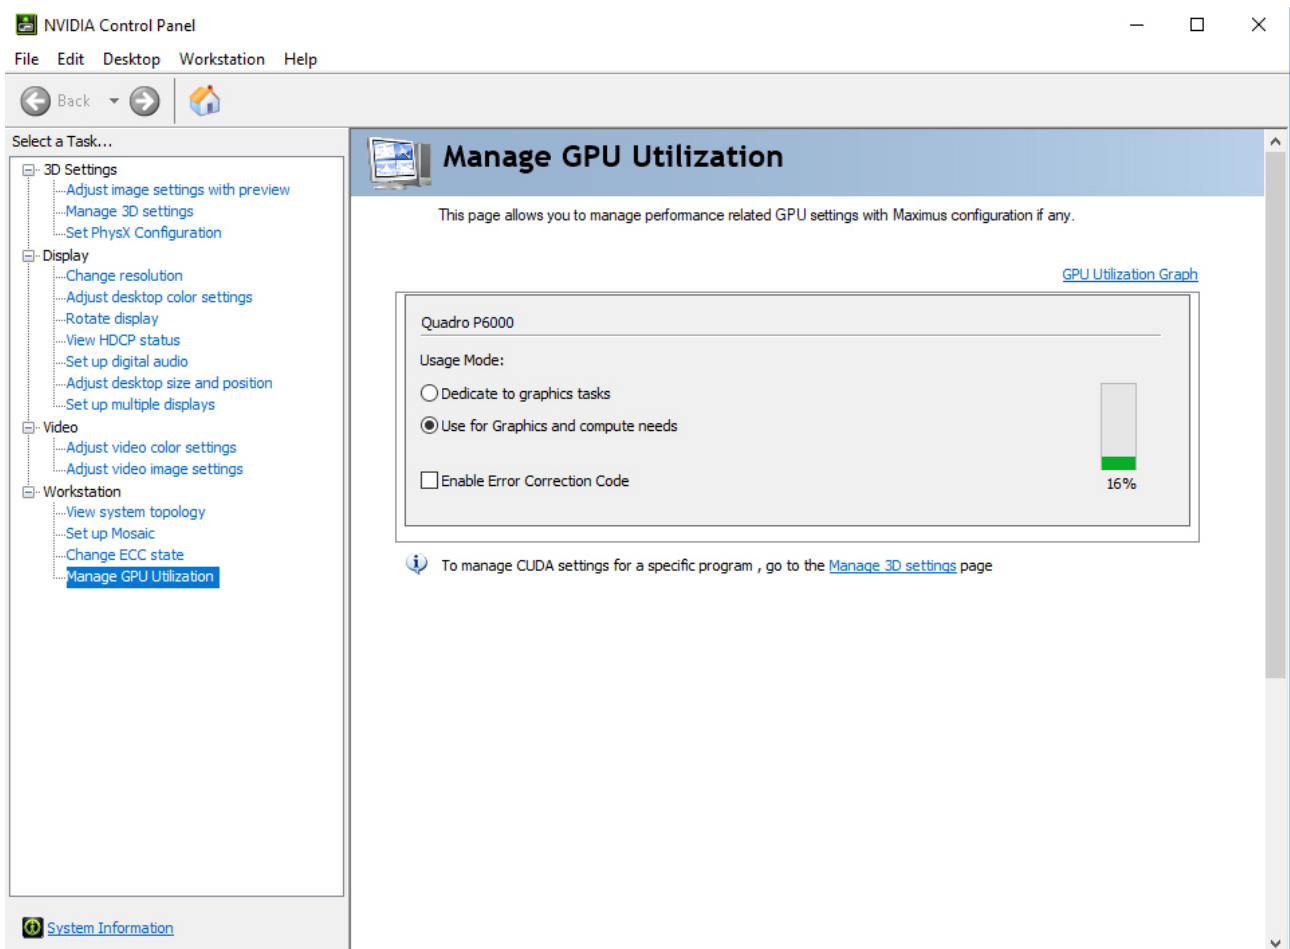 NVIDIA Control Panel
File Edit Desktop Workstation Help
Back
Select a Task...
3D Settings
Adjust image settings with preview
Manage 3D settings
Set PhysX Configuration
Display
Change resolution
Adjust desktop color settings
Rotate display
View HDCP status
Set up digital audio
Adjust desktop size and position
Set up multiple displays
Video
Adjust video color settings
Adjust video image settings
Workstation
View system topology
Set up Mosaic
Change ECC state
Manage GPU Utilization
System Information
Manage GPU Utilization
This page allows you to manage performance related GPU settings with Maximus configuration if any.
GPU Utilization Graph
Quadro P6000
Usage Mode:
Dedicate to graphics tasks
Use for Graphics and compute needs
Enable Error Correction Code
16%
To manage CUDA settings for a specific program , go to the Manage 3D settings page